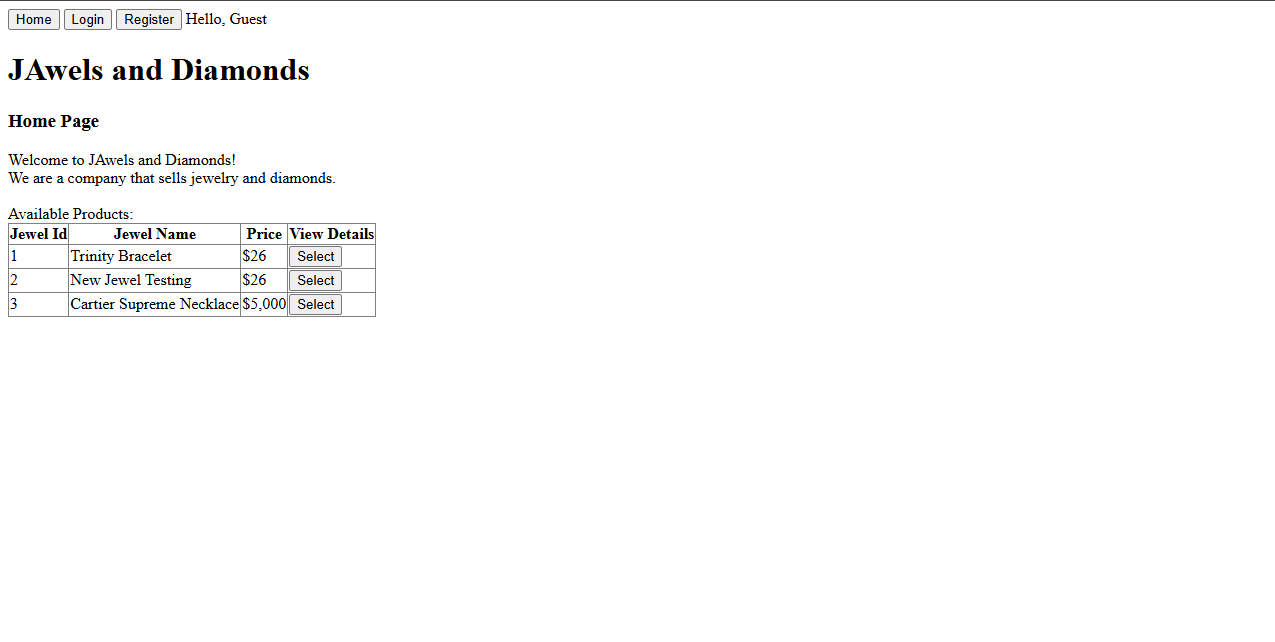 Home Login Register Hello, Guest
JAwels and Diamonds
Home Page
Welcome to JAwels and Diamonds!
We are a company that sells jewelry and diamonds.
Available Products:
Jewel Id Jewel Name Price View Details
1 Trinity Bracelet $26 Select
2 New Jewel Testing $26 Select
3 Cartier Supreme Necklace $5,000 Select